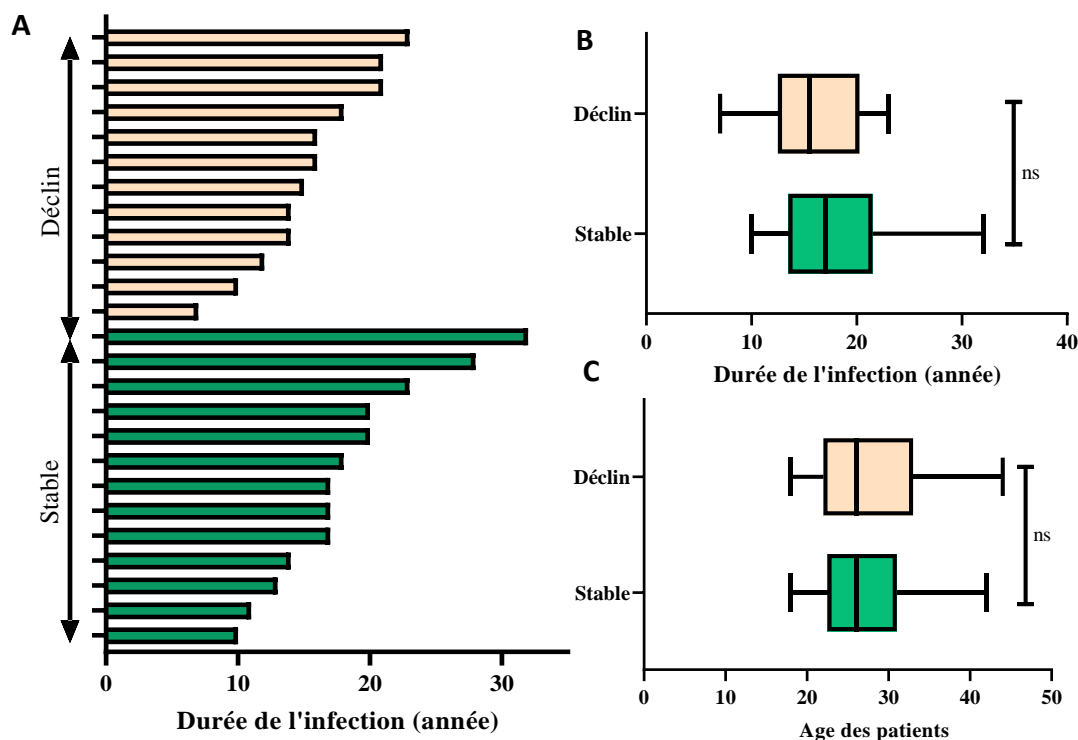 A
Déclin
Stable
0 10 20 30
Durée de l'infection (année)
B
Déclin
Stable
ns
0 10 20 30 40
Durée de l'infection (année)
C
Déclin
Stable
ns
0 10 20 30 40 50
Age des patients